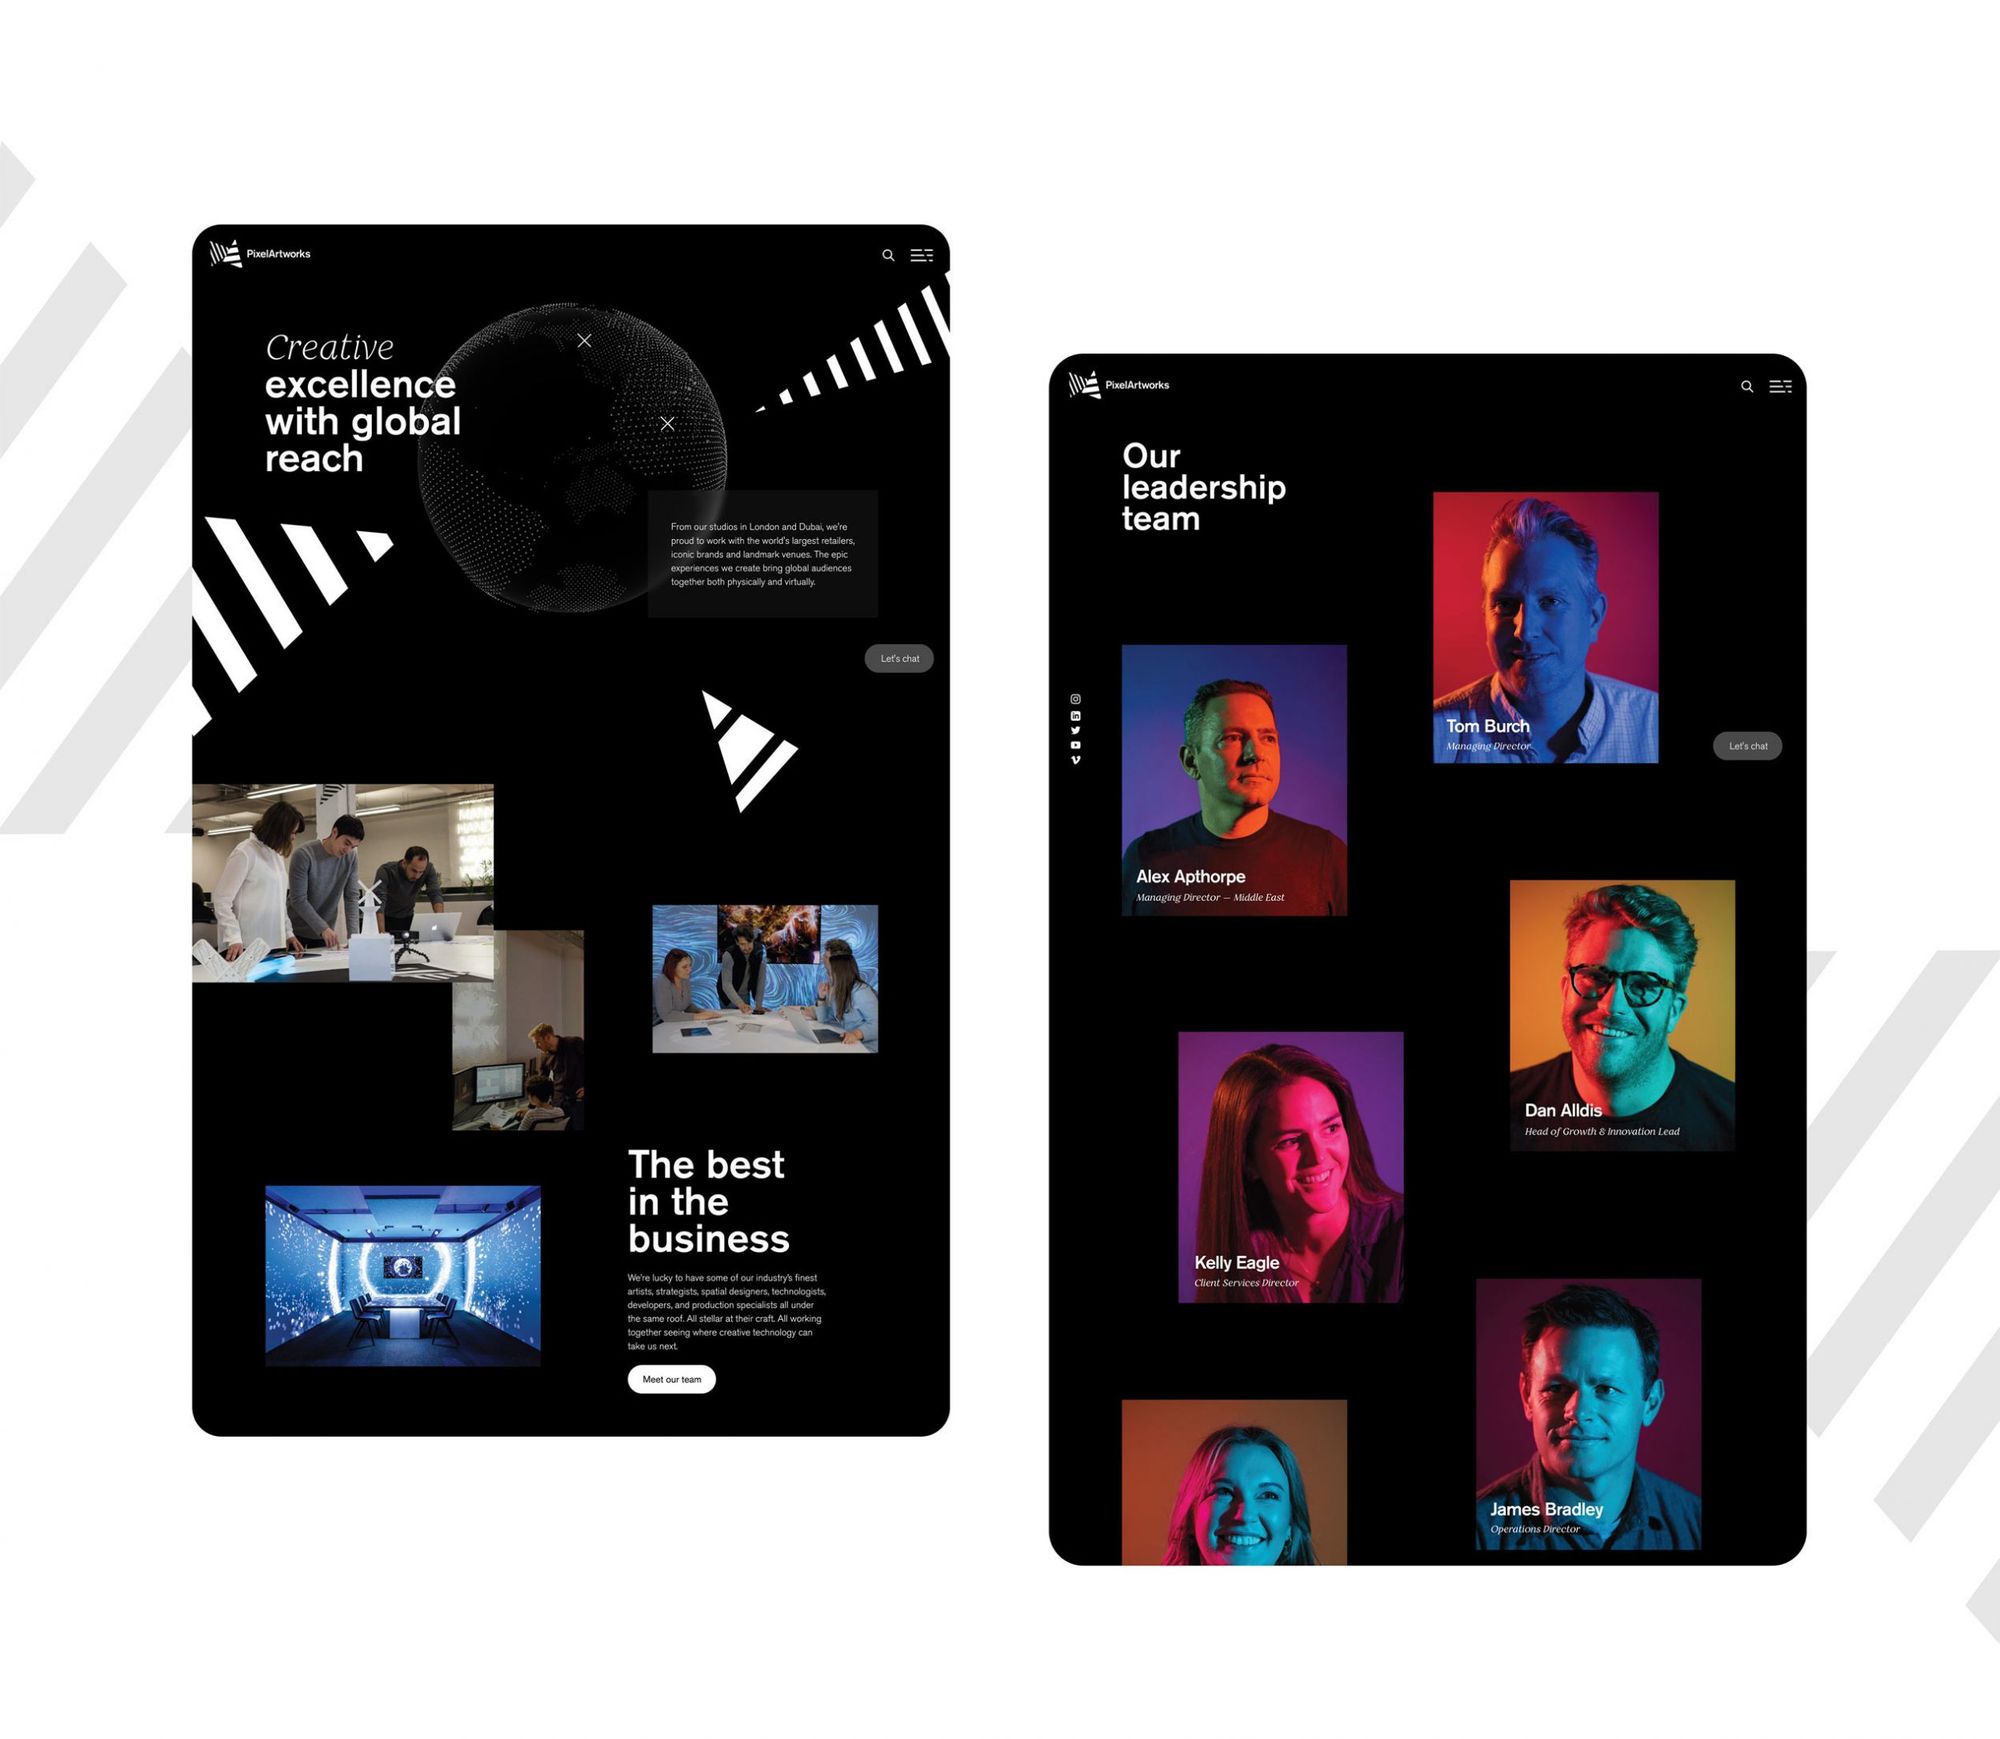 PixelArtworks
Creative
excellence
with global
reach
From our studios in London and Dubai, we're
proud to work with the world's largest retailers,
iconic brands and landmark venues. The epic
experiences we create bring global audiences
together both physically and virtually.
Let's chat
The best
in the
business
We're lucky to have some of our industry's finest
artists, strategists, spatial designers, technologists,
developers, and production specialists all under
the same roof. All stellar at their craft. All working
together seeing where creative technology can
take us next.
Meet our team
PixelArtworks
Our
leadership
team
Tom Burch
Managing Director
Let's chat
Alex Apthorpe
Managing Director — Middle East
Dan Alldis
Head of Growth & Innovation Lead
Kelly Eagle
Client Services Director
James Bradley
Operations Director